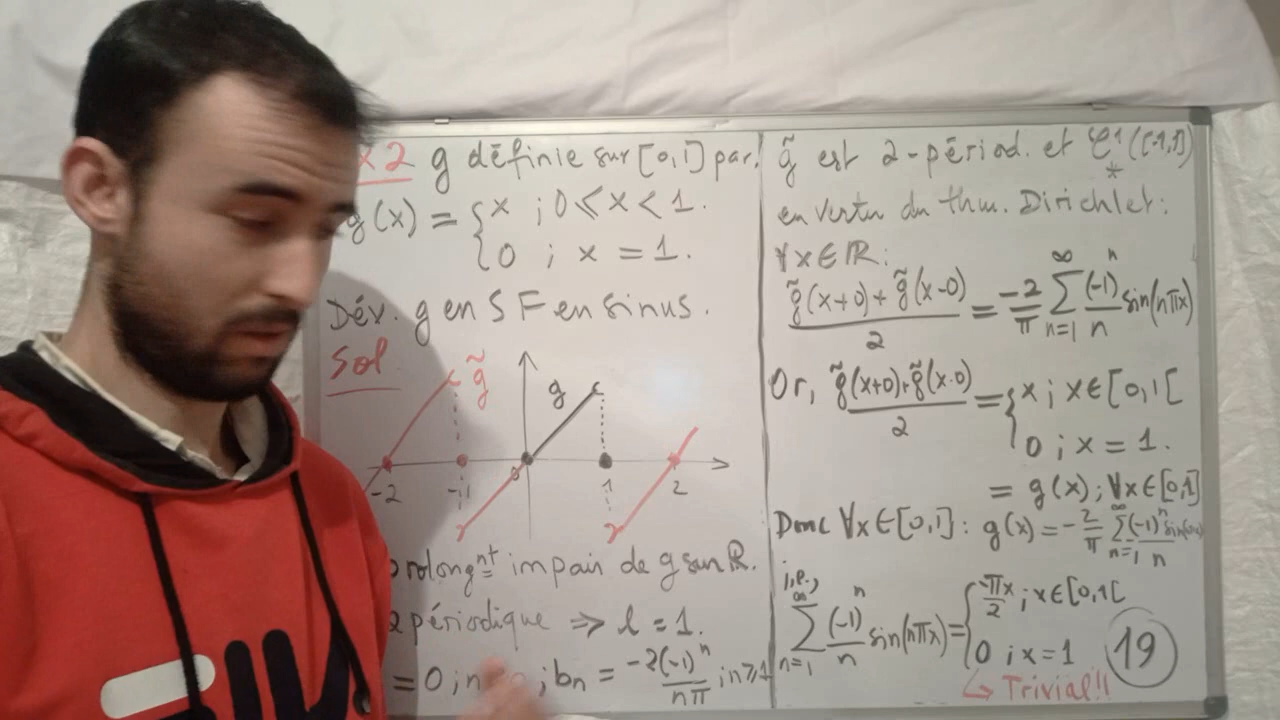 x2 g définie sur [0,1] par:
g(x) = { x ; 0 ⩽ x < 1.
0 ; x = 1.
Dév. g en S F en sinus.
Sol
g̃
g
-2 -1 0 1 2
prolongnt impair de g sur ℝ.
2 périodique ⇒ l = 1.
= 0 ; n ; bn = -2(-1)^n / nπ ; n ⩾ 1
g̃ est 2-périod. et C¹*([-1,1])
en vertu du thm. Dirichlet:
∀x∈ℝ:
(g̃(x+0) + g̃(x-0)) / 2 = -2/π ∑_{n=1}^{∞} (-1)^n / n sin(nπx)
Or, (g̃(x+0)+g̃(x-0)) / 2 = { x ; x∈[0,1[
0 ; x = 1.
= g(x) ; ∀x∈[0,1]
Donc ∀x∈[0,1] : g(x) = -2/π ∑_{n=1}^{∞} (-1)^n sin(nπx) / n
i.e.,
∑_{n=1}^{∞} (-1)^n / n sin(nπx) = { -πx/2 ; x∈[0,1[
0 ; x = 1
↳ Trivial!!
19